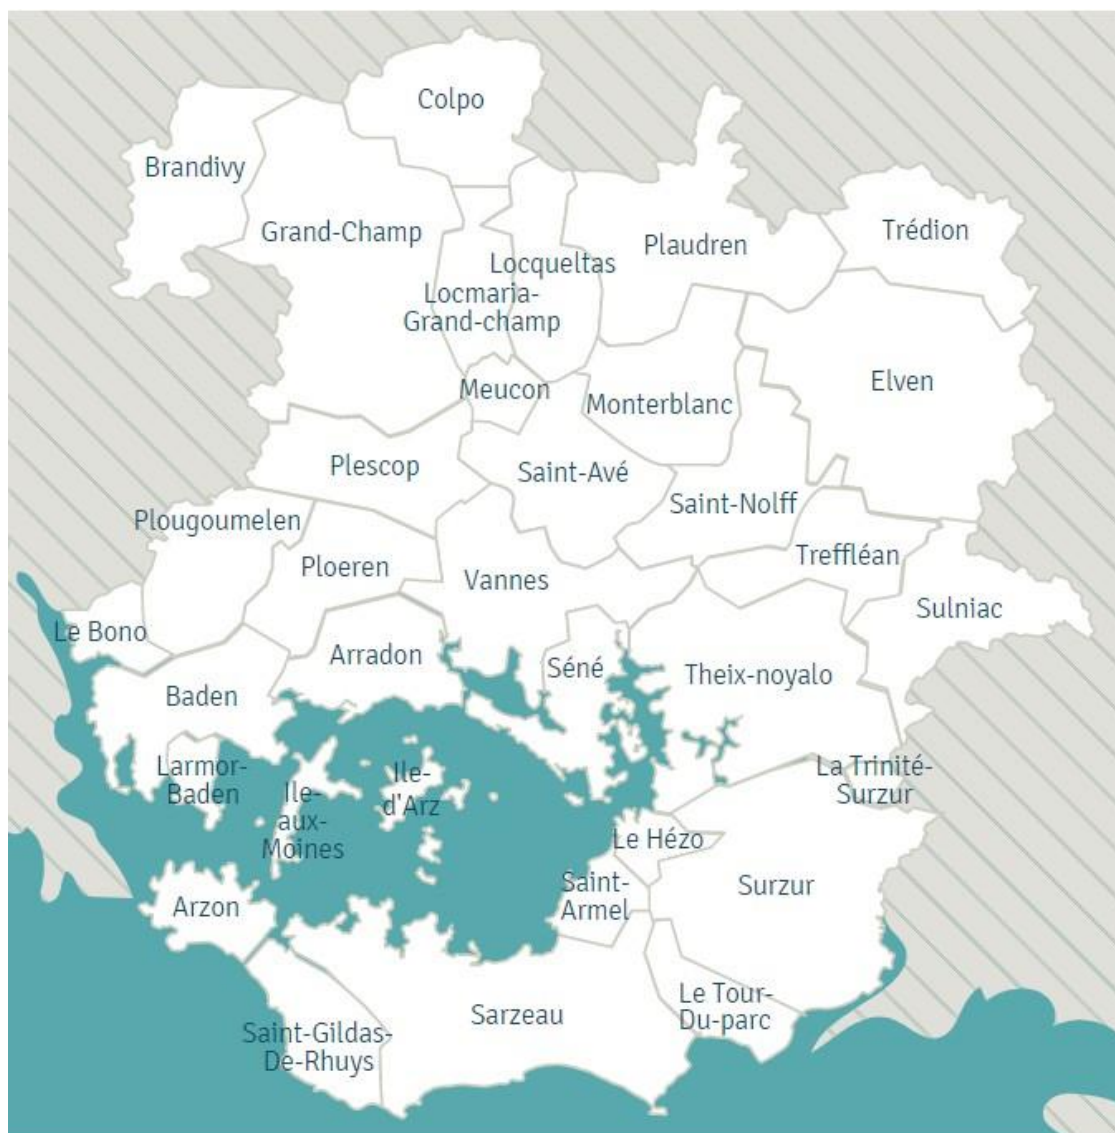 Colpo
Brandivy
Grand-Champ
Trédion
Plaudren
Locqueltas
Locmaria-
Grand-champ
Elven
Meucon
Monterblanc
Plescop
Saint-Avé
Saint-Nolff
Plougoumelen
Treffléan
Ploeren
Vannes
Sulniac
Le Bono
Arradon
Séné
Theix-noyalo
Baden
Larmor-
Baden
Ile-
aux-
Moines
Ile-
d'Arz
La Trinité-
Surzur
Le Hézo
Saint-
Armel
Surzur
Arzon
Le Tour-
Du-parc
Sarzeau
Saint-Gildas-
De-Rhuys